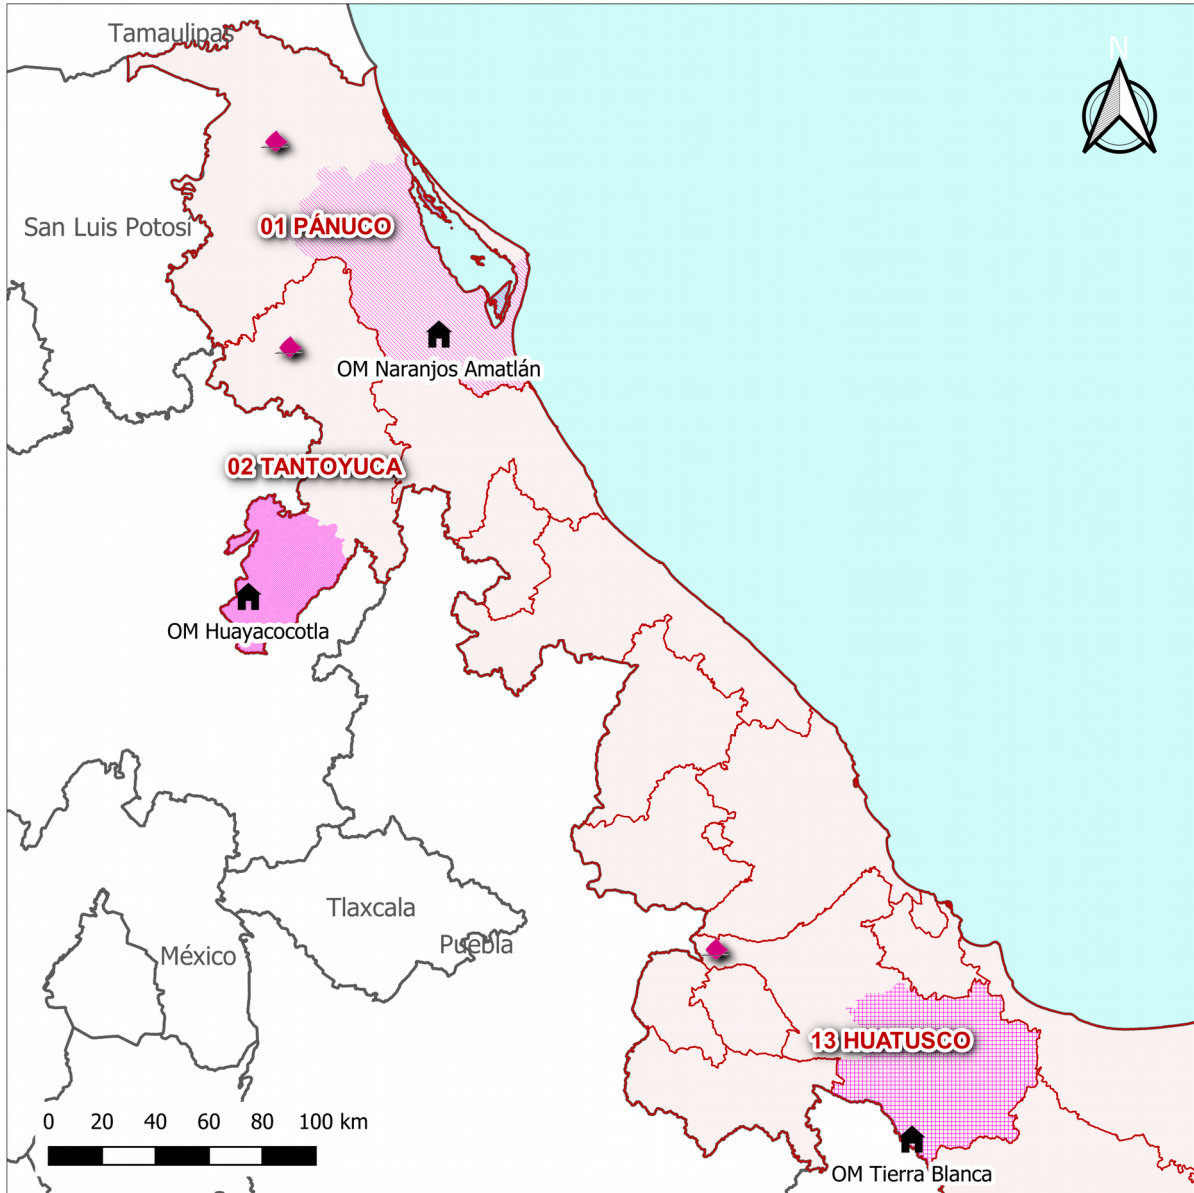 Tamaulipas
N
San Luis Potosí
01 PÁNUCO
OM Naranjos Amatlán
02 TANTOYUCA
OM Huayacocotla
Tlaxcala
Puebla
México
13 HUATUSCO
0 20 40 60 80 100 km
OM Tierra Blanca